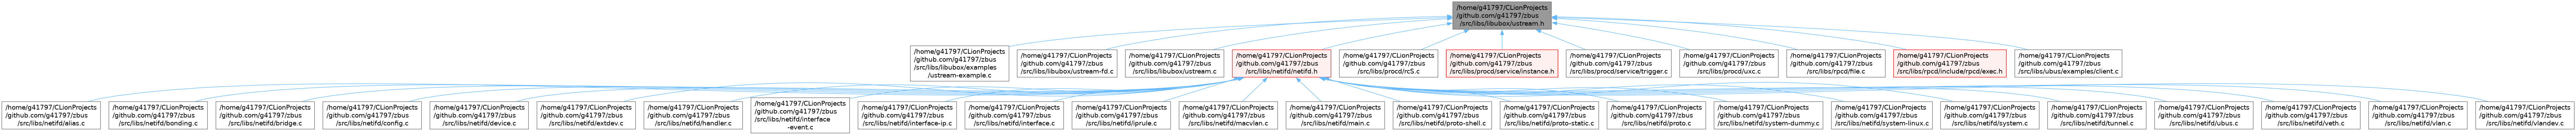 /home/g41797/CLionProjects
/github.com/g41797/zbus
/src/libs/libubox/ustream.h
/home/g41797/CLionProjects
/github.com/g41797/zbus
/src/libs/libubox/examples
/ustream-example.c
/home/g41797/CLionProjects
/github.com/g41797/zbus
/src/libs/libubox/ustream-fd.c
/home/g41797/CLionProjects
/github.com/g41797/zbus
/src/libs/libubox/ustream.c
/home/g41797/CLionProjects
/github.com/g41797/zbus
/src/libs/netifd/netifd.h
/home/g41797/CLionProjects
/github.com/g41797/zbus
/src/libs/procd/rcS.c
/home/g41797/CLionProjects
/github.com/g41797/zbus
/src/libs/procd/service/instance.h
/home/g41797/CLionProjects
/github.com/g41797/zbus
/src/libs/procd/service/trigger.c
/home/g41797/CLionProjects
/github.com/g41797/zbus
/src/libs/procd/uxc.c
/home/g41797/CLionProjects
/github.com/g41797/zbus
/src/libs/rpcd/file.c
/home/g41797/CLionProjects
/github.com/g41797/zbus
/src/libs/rpcd/include/rpcd/exec.h
/home/g41797/CLionProjects
/github.com/g41797/zbus
/src/libs/ubus/examples/client.c
/home/g41797/CLionProjects
/github.com/g41797/zbus
/src/libs/netifd/alias.c
/home/g41797/CLionProjects
/github.com/g41797/zbus
/src/libs/netifd/bonding.c
/home/g41797/CLionProjects
/github.com/g41797/zbus
/src/libs/netifd/bridge.c
/home/g41797/CLionProjects
/github.com/g41797/zbus
/src/libs/netifd/config.c
/home/g41797/CLionProjects
/github.com/g41797/zbus
/src/libs/netifd/device.c
/home/g41797/CLionProjects
/github.com/g41797/zbus
/src/libs/netifd/extdev.c
/home/g41797/CLionProjects
/github.com/g41797/zbus
/src/libs/netifd/handler.c
/home/g41797/CLionProjects
/github.com/g41797/zbus
/src/libs/netifd/interface
-event.c
/home/g41797/CLionProjects
/github.com/g41797/zbus
/src/libs/netifd/interface-ip.c
/home/g41797/CLionProjects
/github.com/g41797/zbus
/src/libs/netifd/interface.c
/home/g41797/CLionProjects
/github.com/g41797/zbus
/src/libs/netifd/iprule.c
/home/g41797/CLionProjects
/github.com/g41797/zbus
/src/libs/netifd/macvlan.c
/home/g41797/CLionProjects
/github.com/g41797/zbus
/src/libs/netifd/main.c
/home/g41797/CLionProjects
/github.com/g41797/zbus
/src/libs/netifd/proto-shell.c
/home/g41797/CLionProjects
/github.com/g41797/zbus
/src/libs/netifd/proto-static.c
/home/g41797/CLionProjects
/github.com/g41797/zbus
/src/libs/netifd/proto.c
/home/g41797/CLionProjects
/github.com/g41797/zbus
/src/libs/netifd/system-dummy.c
/home/g41797/CLionProjects
/github.com/g41797/zbus
/src/libs/netifd/system-linux.c
/home/g41797/CLionProjects
/github.com/g41797/zbus
/src/libs/netifd/system.c
/home/g41797/CLionProjects
/github.com/g41797/zbus
/src/libs/netifd/tunnel.c
/home/g41797/CLionProjects
/github.com/g41797/zbus
/src/libs/netifd/ubus.c
/home/g41797/CLionProjects
/github.com/g41797/zbus
/src/libs/netifd/veth.c
/home/g41797/CLionProjects
/github.com/g41797/zbus
/src/libs/netifd/vlan.c
/home/g41797/CLionProjects
/github.com/g41797/zbus
/src/libs/netifd/vlandev.c